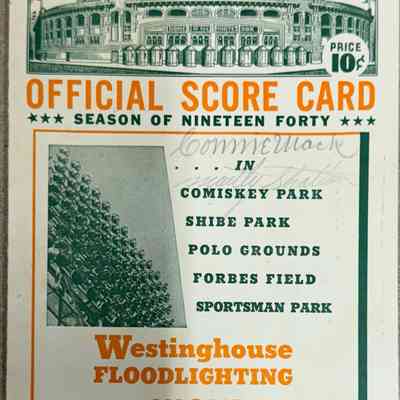 PRICE
10¢
OFFICIAL SCORE CARD
★★★ SEASON OF NINETEEN FORTY ★★★
Connie Mack
. . . . IN
COMISKEY PARK
SHIBE PARK
POLO GROUNDS
FORBES FIELD
SPORTSMAN PARK
Westinghouse
FLOODLIGHTING